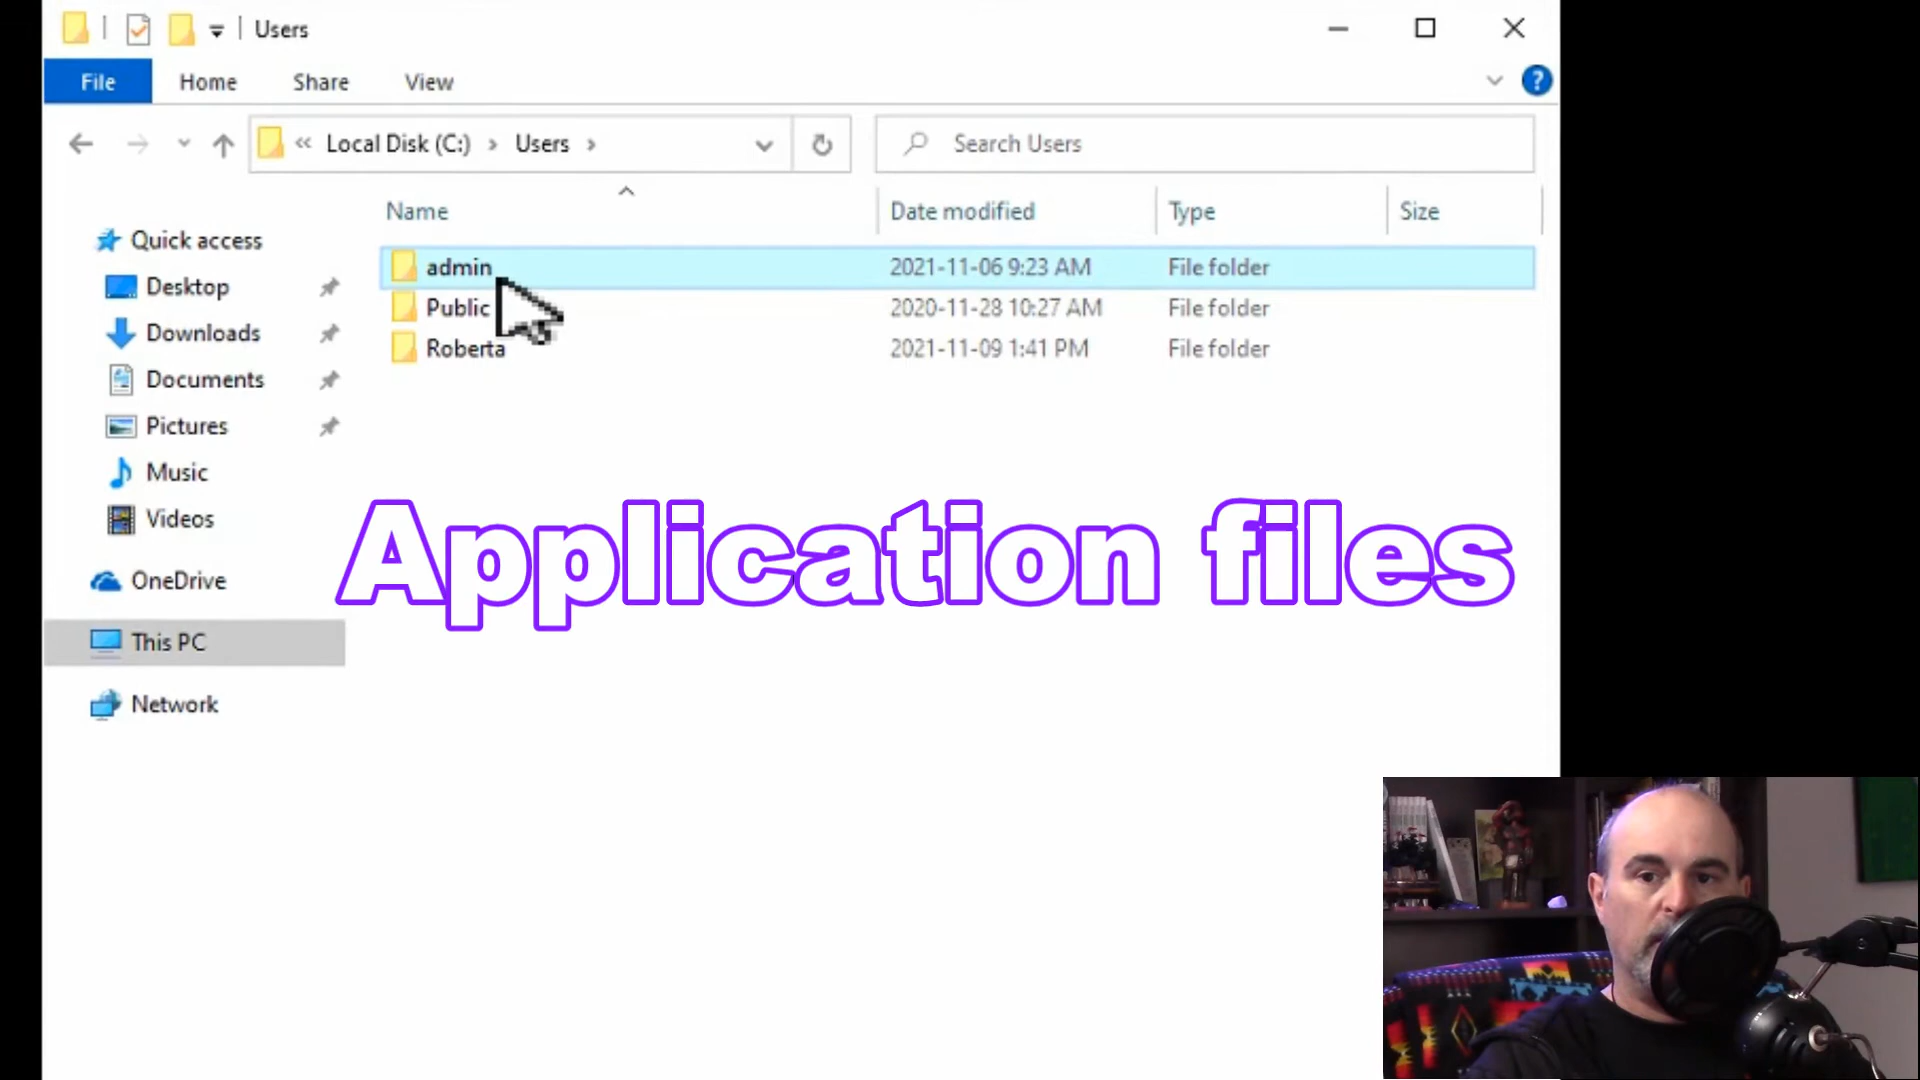 Users
File Home Share View
« Local Disk (C:) > Users > Search Users
Name Date modified Type Size
Quick access
Desktop
Downloads
Documents
Pictures
Music
Videos
OneDrive
This PC
Network
admin 2021-11-06 9:23 AM File folder
Public 2020-11-28 10:27 AM File folder
Roberta 2021-11-09 1:41 PM File folder
Application files